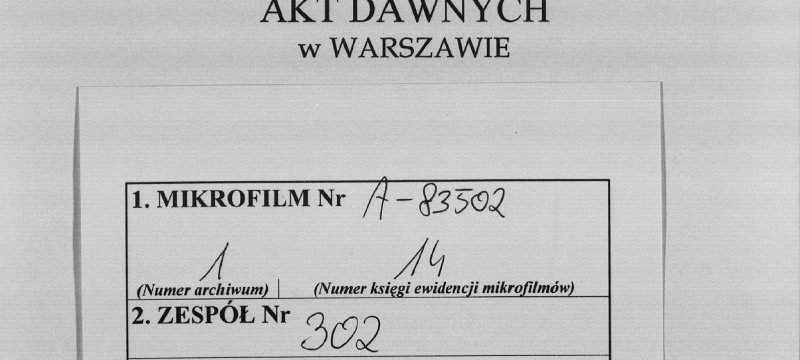 AKT DAWNYCH
w WARSZAWIE
1. MIKROFILM Nr A-83502
1 14
(Numer archiwum) (Numer księgi ewidencji mikrofilmów)
2. ZESPÓŁ Nr 302